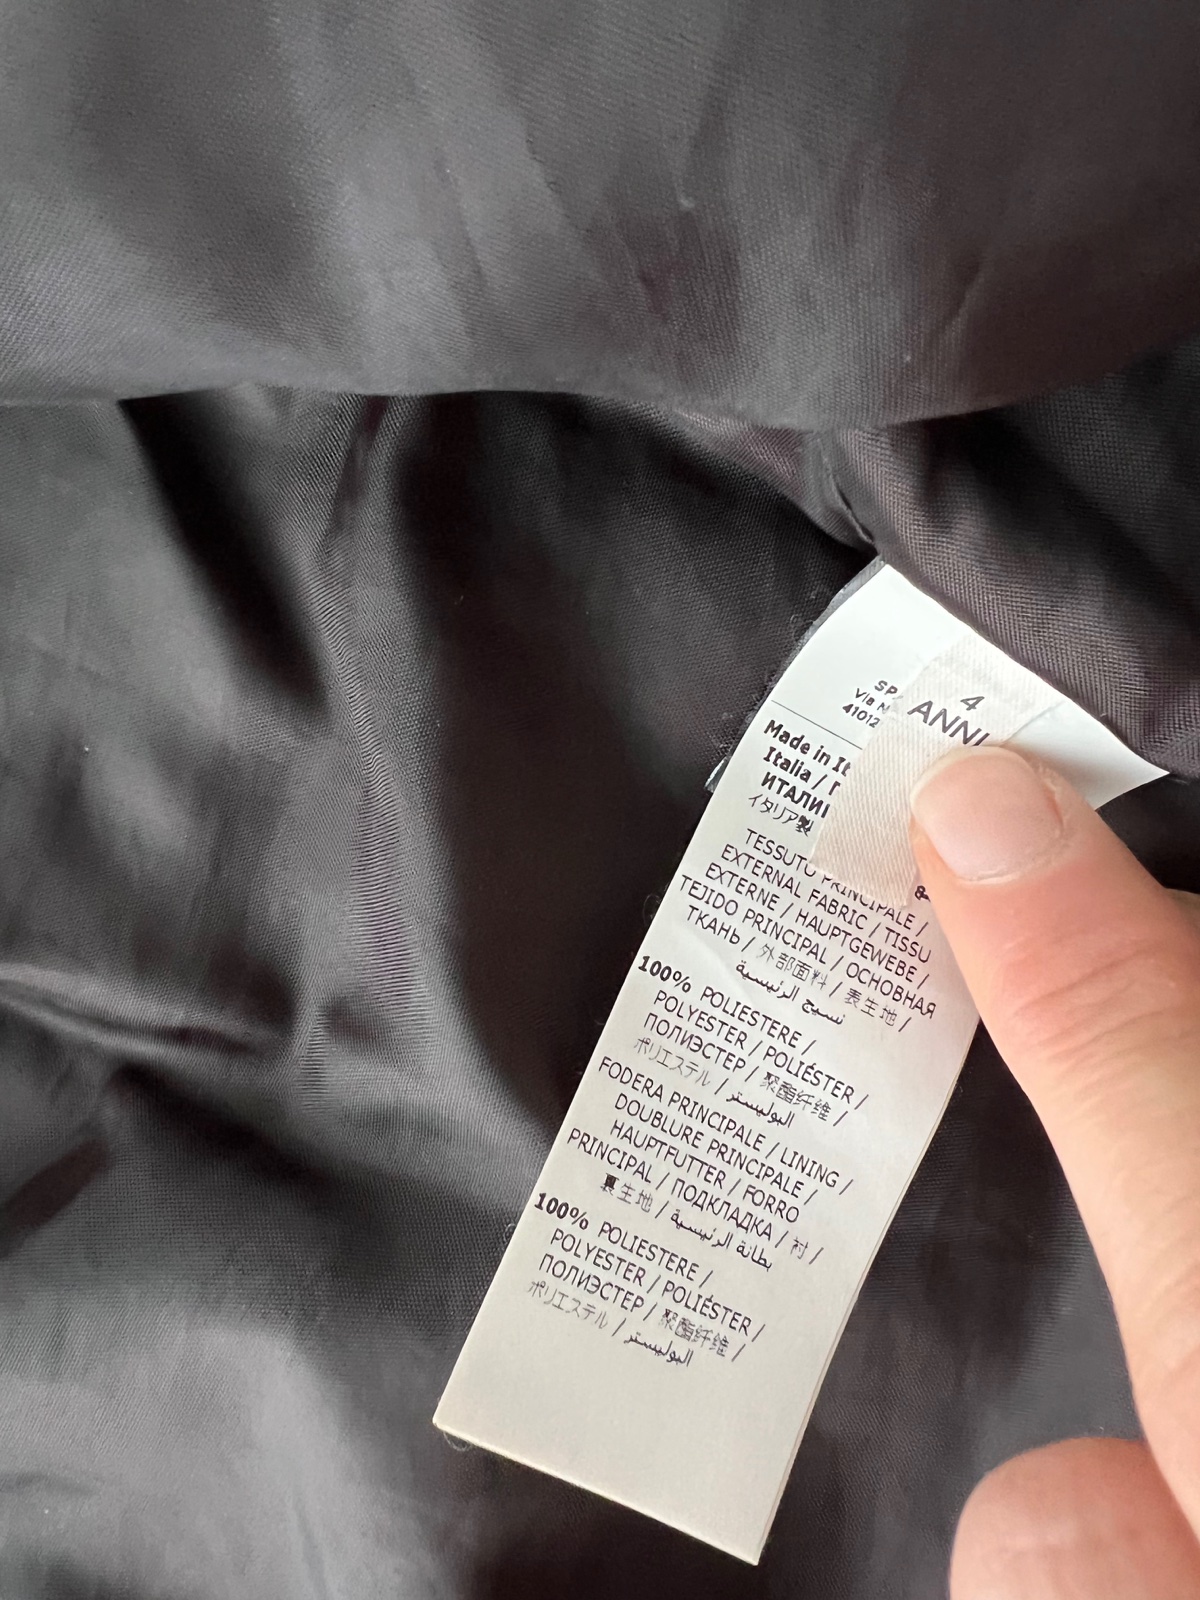 4
ANNI
SP
Via
41012
Made in It
Italia /
ИТАЛИ
イタリア製
TESSUTO PRINCIPALE /
EXTERNAL FABRIC / TISSU
EXTERNE / HAUPTGEWEBE /
TEJIDO PRINCIPAL / ОСНОВНАЯ
ТКАНЬ / 外部面料 / 表生地 /
نسيج الرئيسية
100% POLIESTERE /
POLYESTER / POLIÉSTER /
ПОЛИЭСТЕР / 聚酯纤维 /
ポリエステル / البوليستر
FODERA PRINCIPALE / LINING /
DOUBLURE PRINCIPALE /
HAUPTFUTTER / FORRO
PRINCIPAL / ПОДКЛАДКА / 衬 /
裏生地 / بطانة الرئيسية
100% POLIESTERE /
POLYESTER / POLIÉSTER /
ПОЛИЭСТЕР / 聚酯纤维 /
ポリエステル / البوليستر